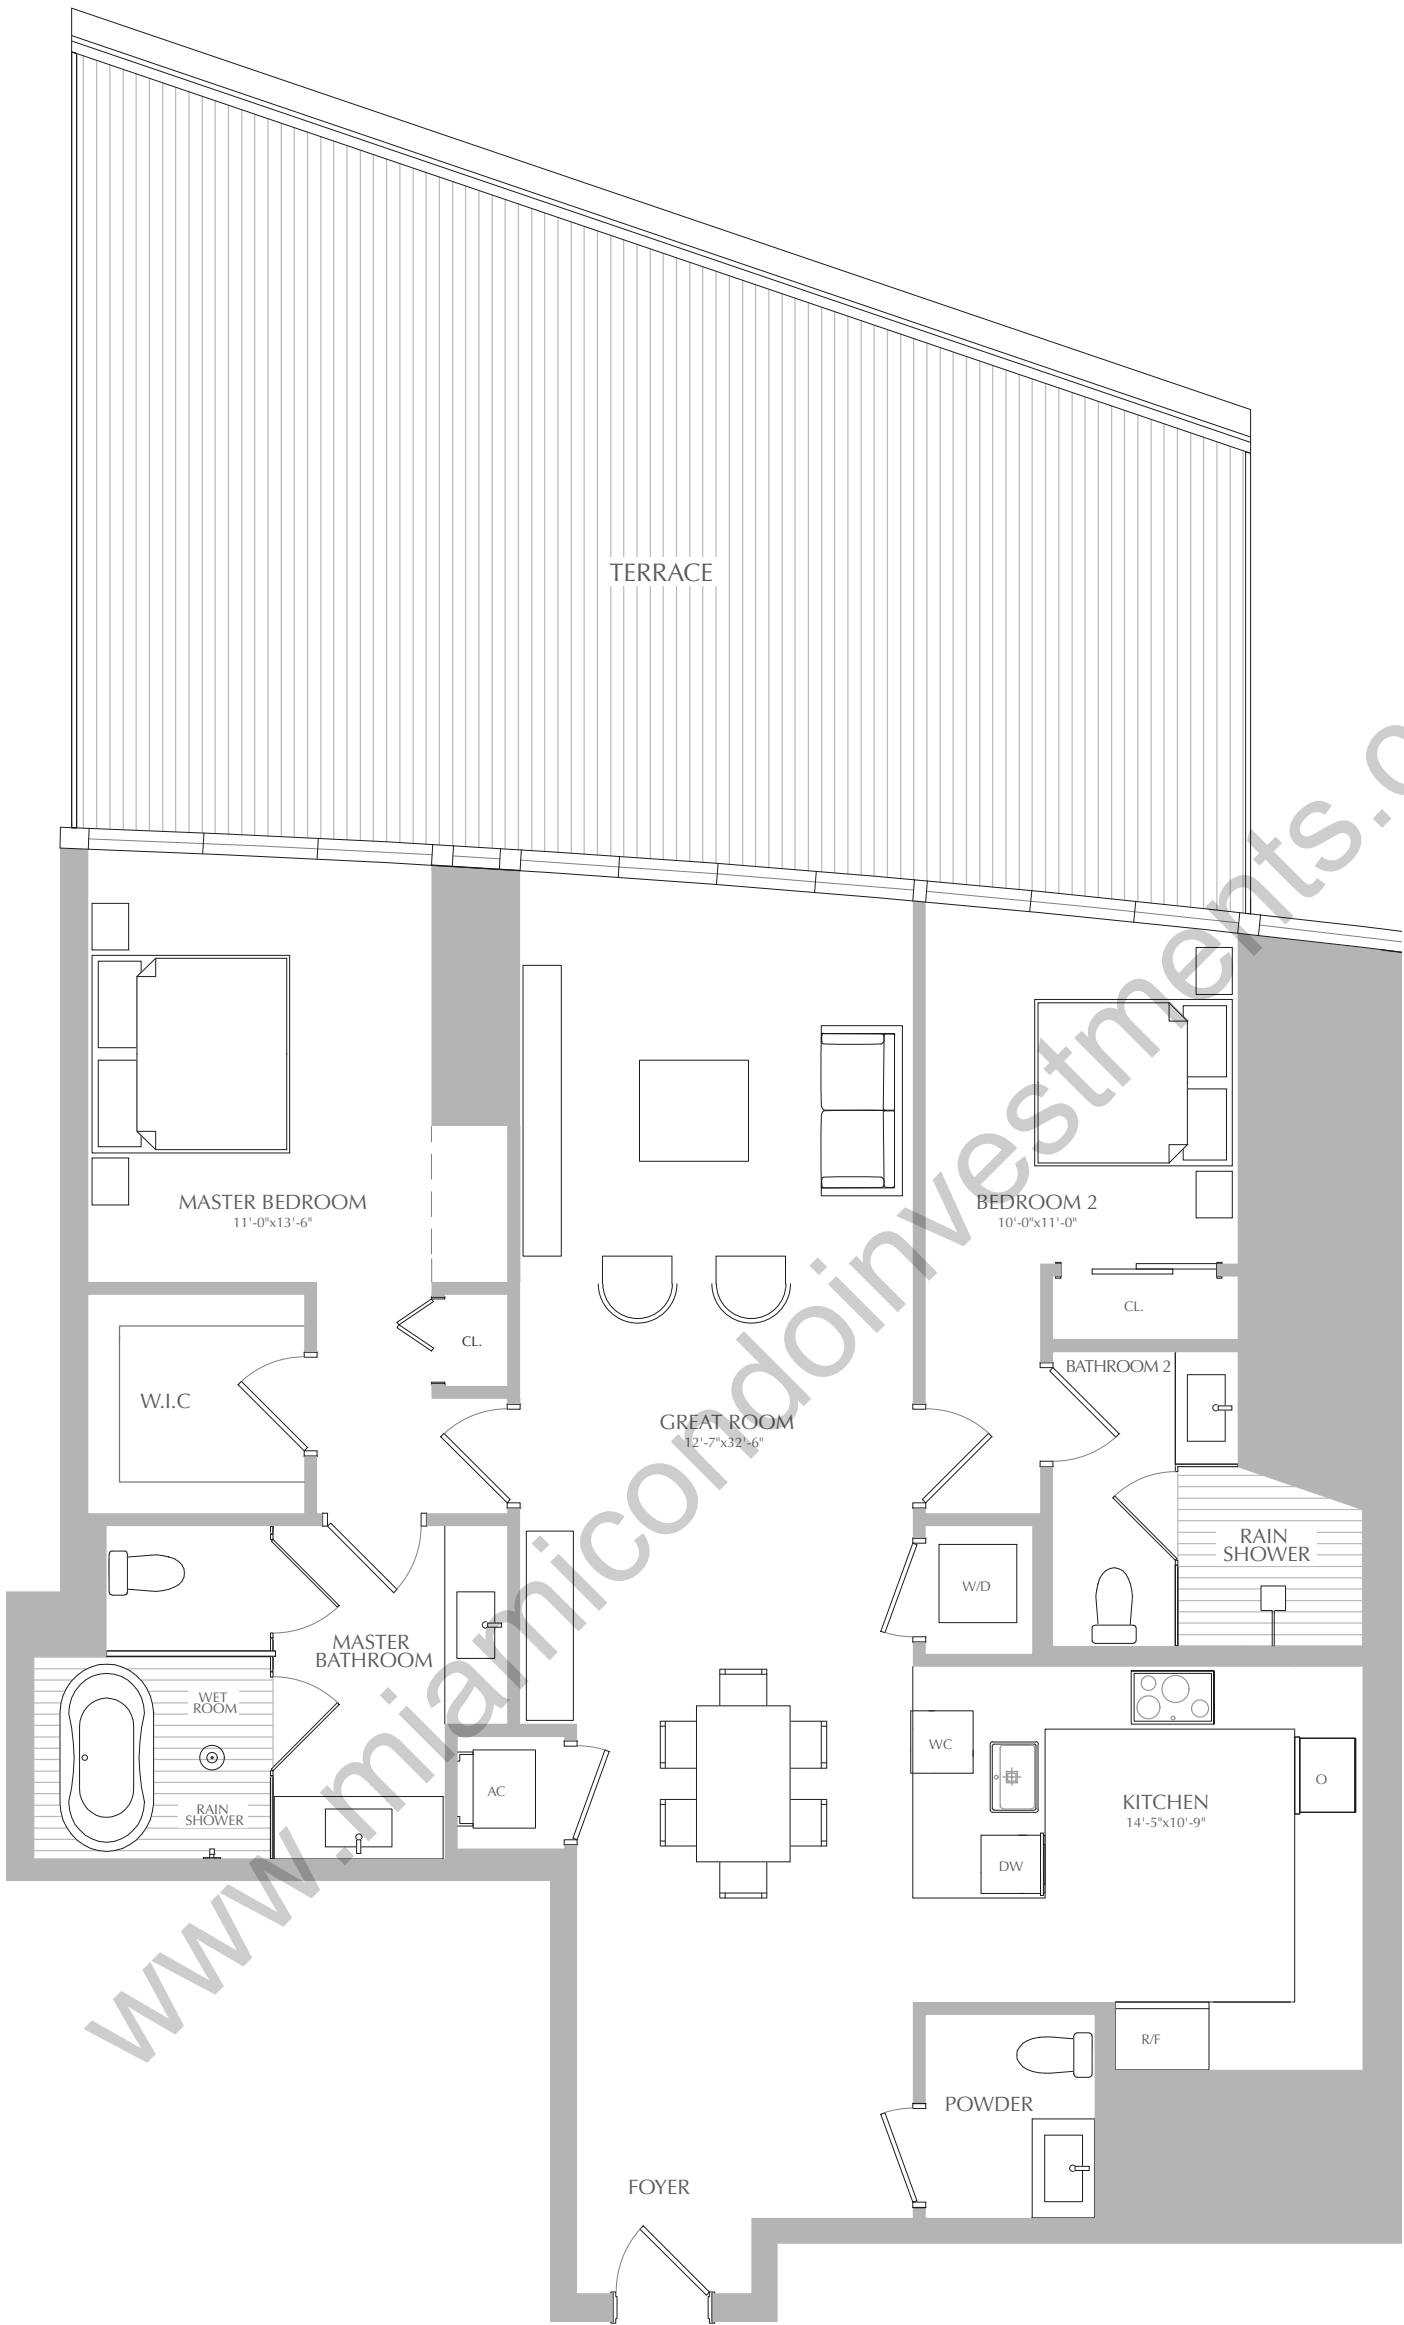 TERRACE
MASTER BEDROOM
11'-0"x13'-6"
BEDROOM 2
10'-0"x11'-0"
CL.
CL.
BATHROOM 2
W.I.C
GREAT ROOM
12'-7"x32'-6"
RAIN
SHOWER
W/D
MASTER
BATHROOM
WET
ROOM
WC
AC
O
KITCHEN
14'-5"x10'-9"
RAIN
SHOWER
DW
R/F
POWDER
FOYER
www.miamicondoinvestments.c